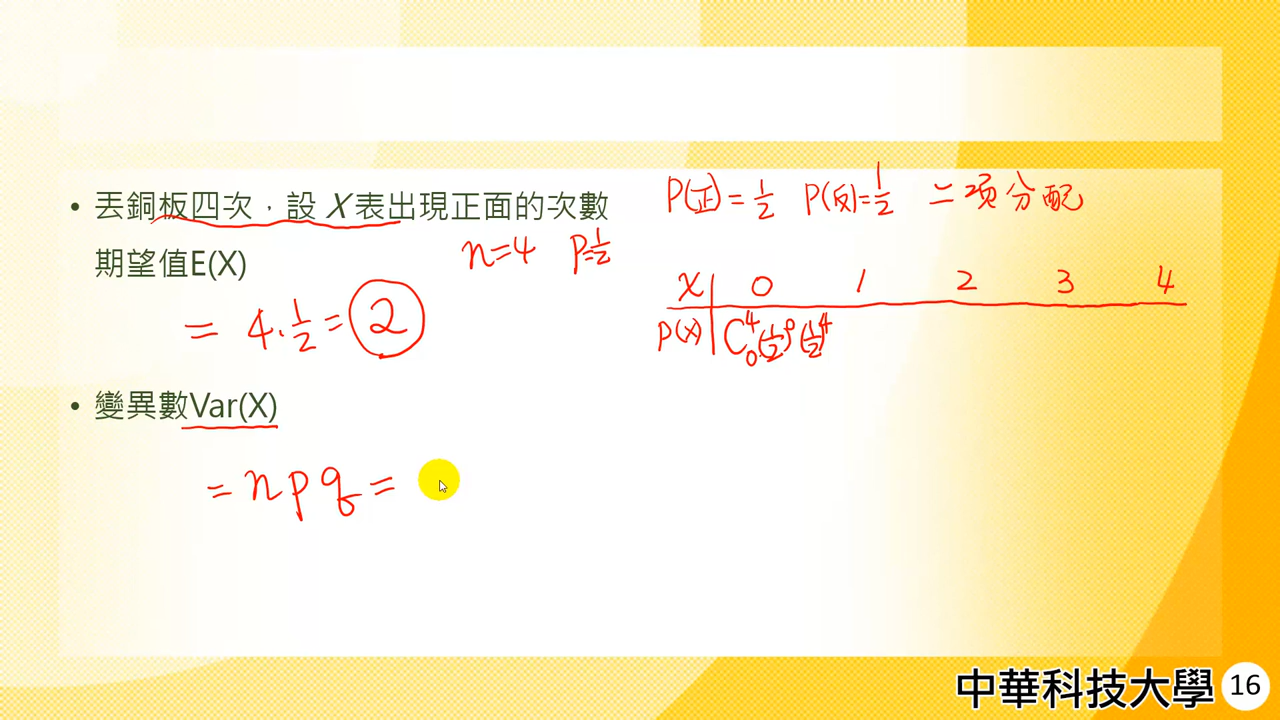 • 丟銅板四次，設 X 表出現正面的次數
期望值E(X)
n=4 p=½
= 4·½=2
• 變異數Var(X)
= n p q =
P(正)=½ P(反)=½ 二項分配
X 0 1 2 3 4
P(X) C⁴₀(½)⁰(½)⁴
中華科技大學 16